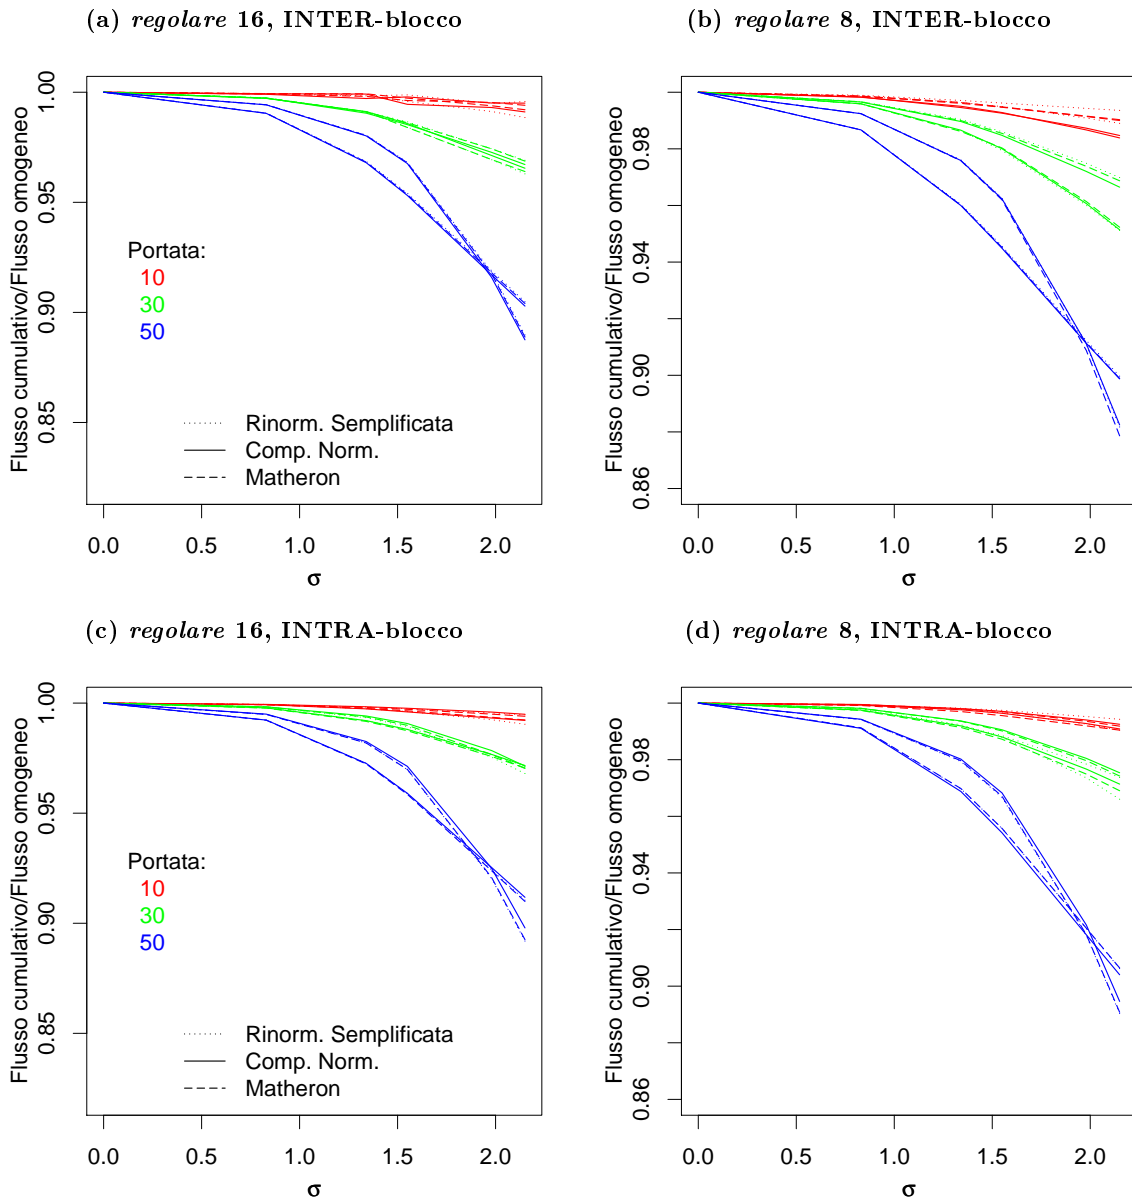 (a) regolare 16, INTER-blocco
Flusso cumulativo/Flusso omogeneo
1.00
0.95
0.90
0.85
Portata:
10
30
50
Rinorm. Semplificata
Comp. Norm.
Matheron
0.0 0.5 1.0 1.5 2.0
σ
(b) regolare 8, INTER-blocco
Flusso cumulativo/Flusso omogeneo
0.98
0.94
0.90
0.86
0.0 0.5 1.0 1.5 2.0
σ
(c) regolare 16, INTRA-blocco
Flusso cumulativo/Flusso omogeneo
1.00
0.95
0.90
0.85
Portata:
10
30
50
Rinorm. Semplificata
Comp. Norm.
Matheron
0.0 0.5 1.0 1.5 2.0
σ
(d) regolare 8, INTRA-blocco
Flusso cumulativo/Flusso omogeneo
0.98
0.94
0.90
0.86
0.0 0.5 1.0 1.5 2.0
σ